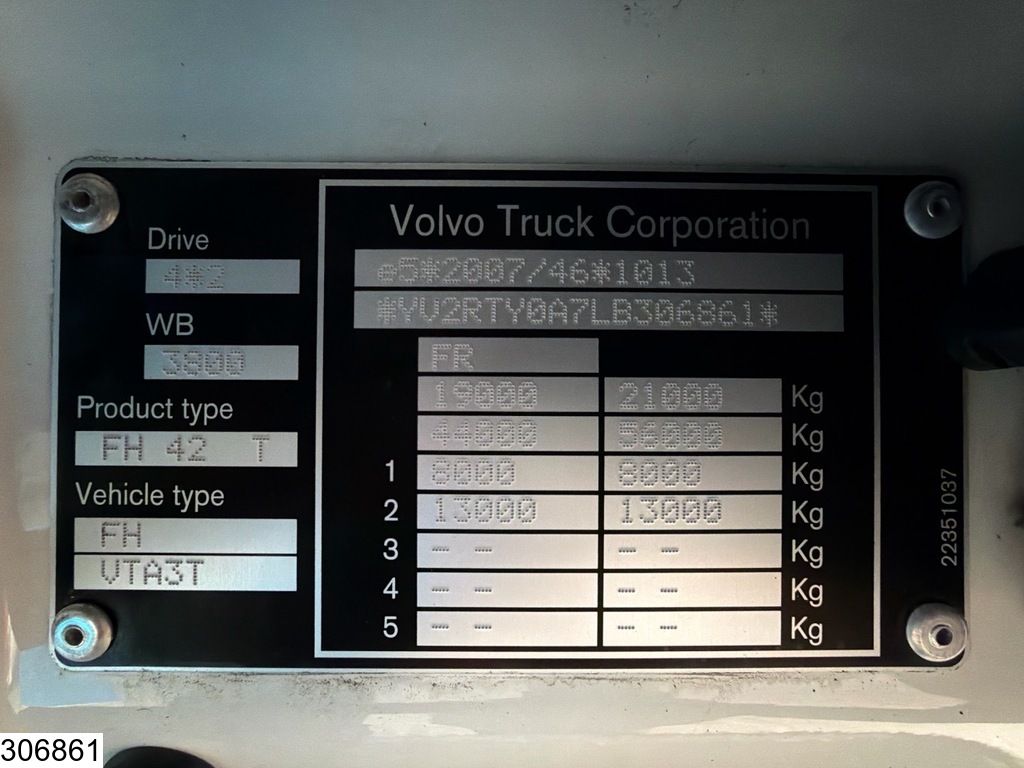 Volvo Truck Corporation
Drive
4*2
e5*2007/46*1013
*YV2RTY0A7LB306861*
WB
3800
FR
Product type
FH 42 T
19000 21000 Kg
44000 56000 Kg
Vehicle type
FH
VTA3T
1 8000 8000 Kg
2 13000 13000 Kg
3 -- -- Kg
4 -- -- Kg
5 -- -- Kg
22351037
306861